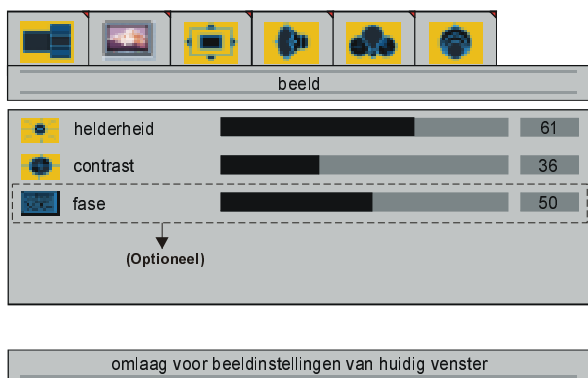 beeld
helderheid 61
contrast 36
fase 50
(Optioneel)
omlaag voor beeldinstellingen van huidig venster